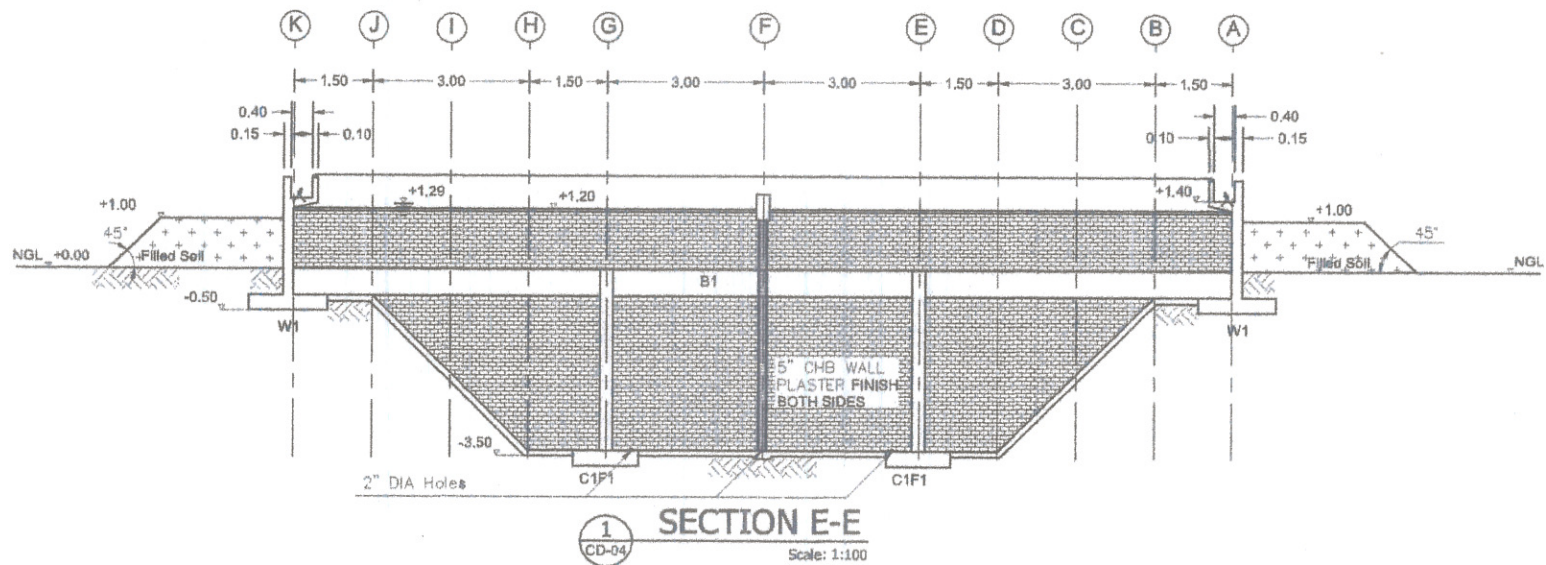 K J I H G F E D C B A
1.50 3.00 1.50 3.00 3.00 1.50 3.00 1.50
0.40 0.40
0.15 0.10 0.10 0.15
+1.29 +1.20 +1.40
+1.00 +1.00
45° 45°
NGL +0.00 Filled Soil Filled Soil NGL
B1
-0.50
W1 W1
5" CHB WALL
PLASTER FINISH
BOTH SIDES
-3.50
C1F1 C1F1
2" DIA Holes
1
CD-04
SECTION E-E
Scale: 1:100